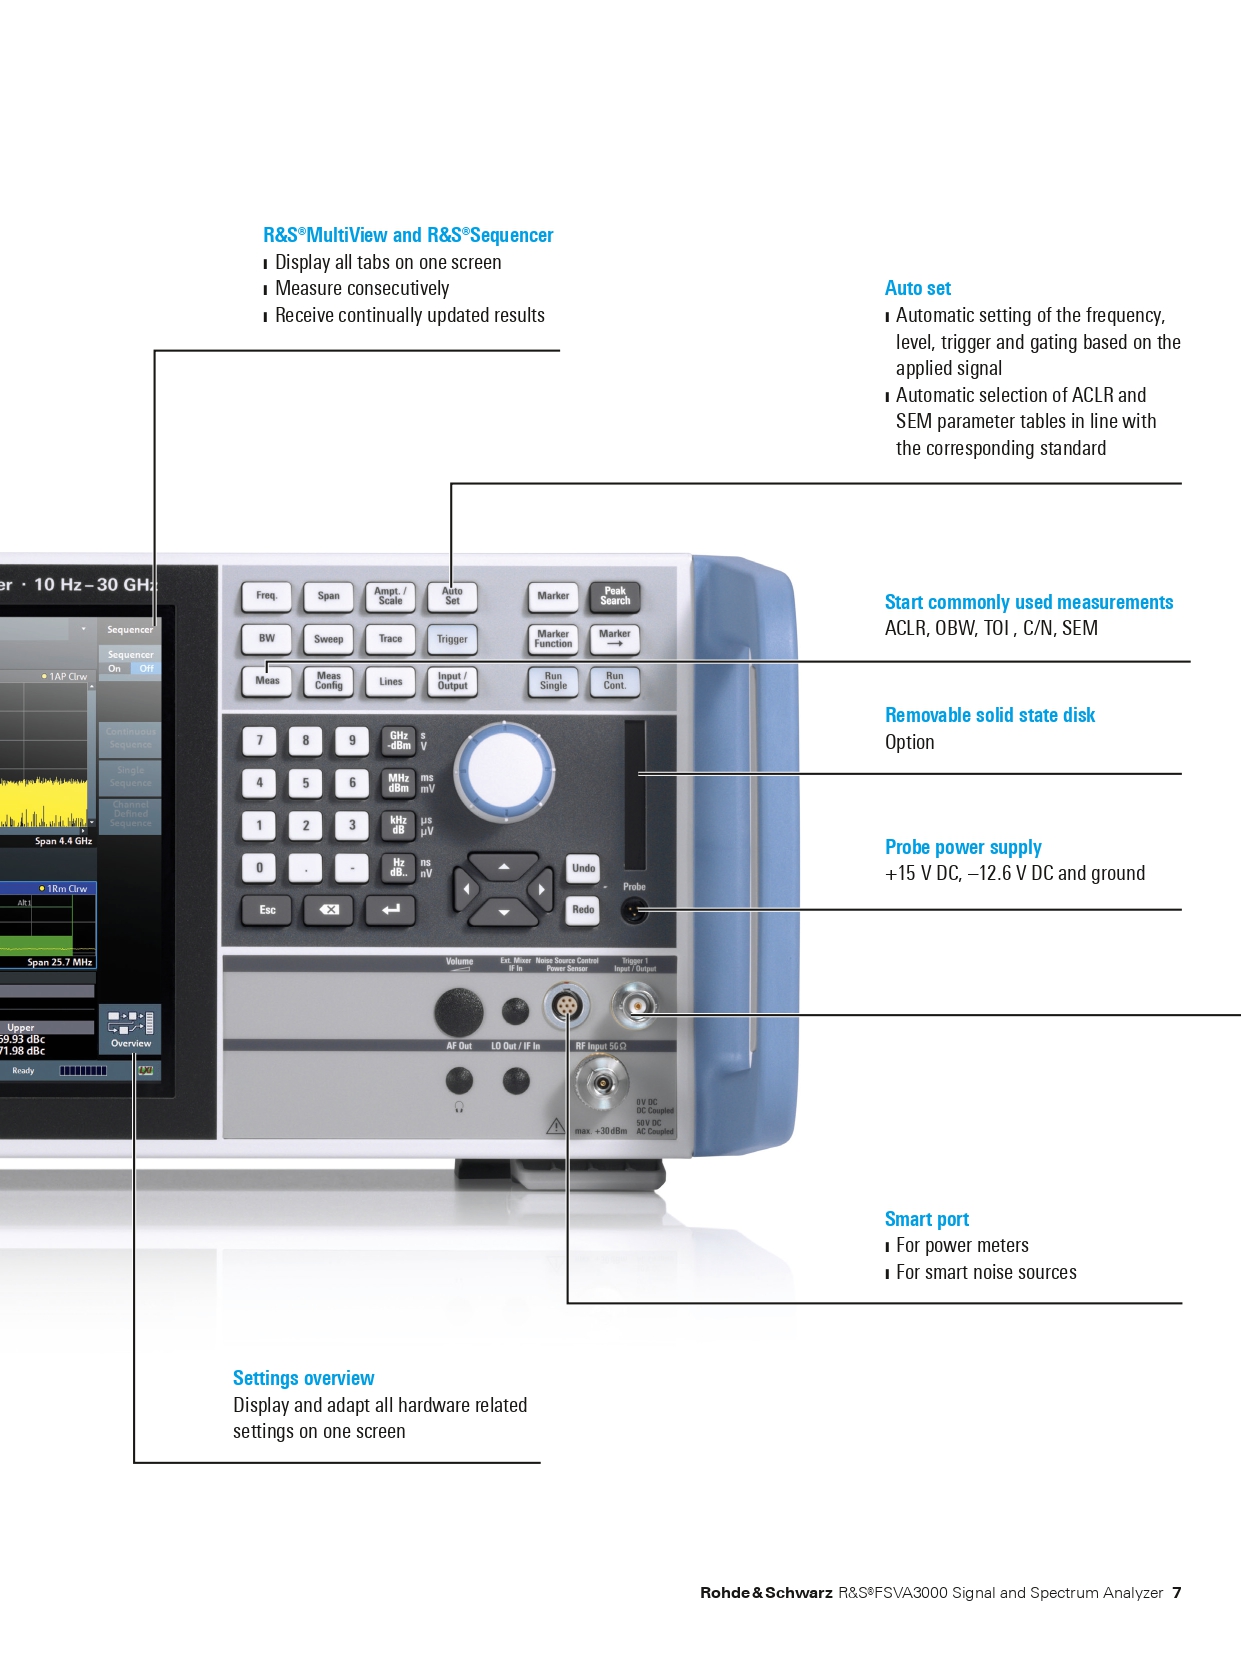 R&S®MultiView and R&S®Sequencer
Display all tabs on one screen
Measure consecutively
Receive continually updated results
Auto set
Automatic setting of the frequency,
level, trigger and gating based on the
applied signal
Automatic selection of ACLR and
SEM parameter tables in line with
the corresponding standard
er · 10 Hz – 30 GHz
Sequencer
Sequencer
On Off
1AP Clrw
Continuous
Sequence
Single
Sequence
Channel
Defined
Sequence
Span 4.4 GHz
1Rm Clrw
Alt1
Span 25.7 MHz
Upper
59.93 dBc
71.98 dBc
Overview
Ready
Freq.
Span
Ampt. /
Scale
Auto
Set
Marker
Peak
Search
BW
Sweep
Trace
Trigger
Marker
Function
Marker
→
Meas
Meas
Config
Lines
Input /
Output
Run
Single
Run
Cont.
7 8 9
GHz
-dBm
s
V
4 5 6
MHz
dBm
ms
mV
1 2 3
kHz
dB
µs
µV
0 . -
Hz
dB..
ns
nV
Esc
Undo
Redo
Probe
Volume
Ext. Mixer
IF In
Noise Source Control
Power Sensor
Trigger 1
Input / Output
AF Out
LO Out / IF In
RF Input 50 Ω
0 V DC
DC Coupled
50 V DC
AC Coupled
max. +30 dBm
Start commonly used measurements
ACLR, OBW, TOI , C/N, SEM
Removable solid state disk
Option
Probe power supply
+15 V DC, –12.6 V DC and ground
Smart port
For power meters
For smart noise sources
Settings overview
Display and adapt all hardware related
settings on one screen
Rohde & Schwarz R&S®FSVA3000 Signal and Spectrum Analyzer 7